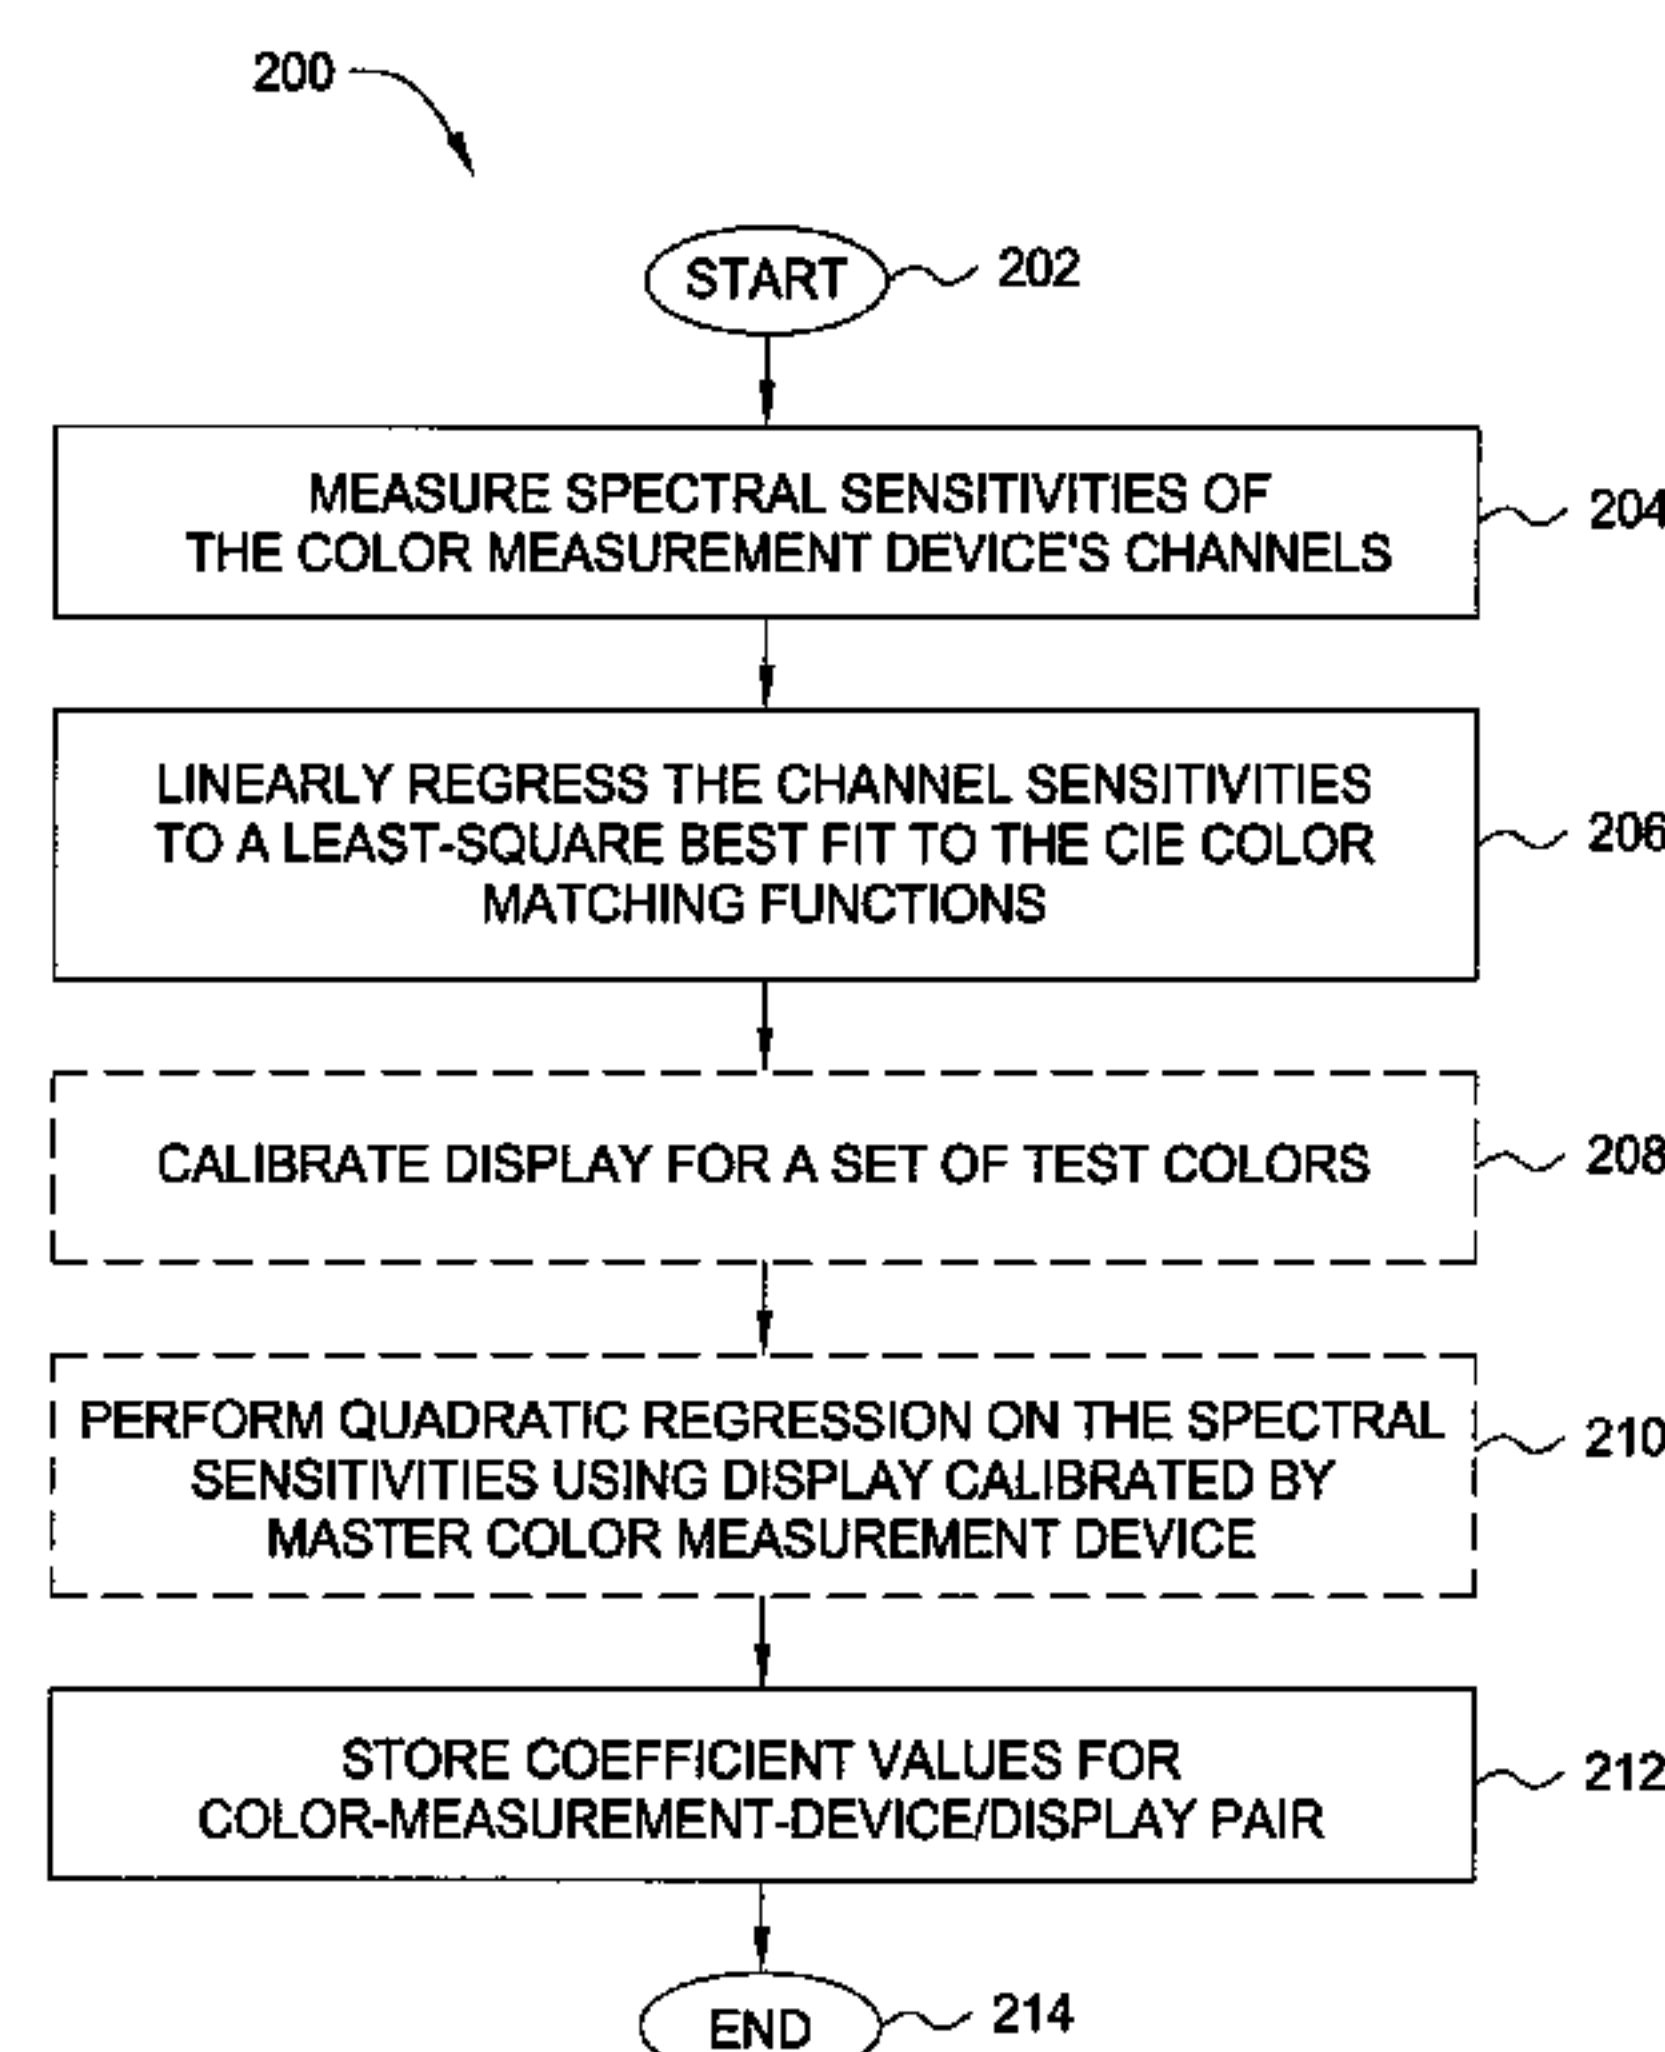 200
START
202
MEASURE SPECTRAL SENSITIVITIES OF
THE COLOR MEASUREMENT DEVICE'S CHANNELS
204
LINEARLY REGRESS THE CHANNEL SENSITIVITIES
TO A LEAST-SQUARE BEST FIT TO THE CIE COLOR
MATCHING FUNCTIONS
206
CALIBRATE DISPLAY FOR A SET OF TEST COLORS
208
PERFORM QUADRATIC REGRESSION ON THE SPECTRAL
SENSITIVITIES USING DISPLAY CALIBRATED BY
MASTER COLOR MEASUREMENT DEVICE
210
STORE COEFFICIENT VALUES FOR
COLOR-MEASUREMENT-DEVICE/DISPLAY PAIR
212
END
214